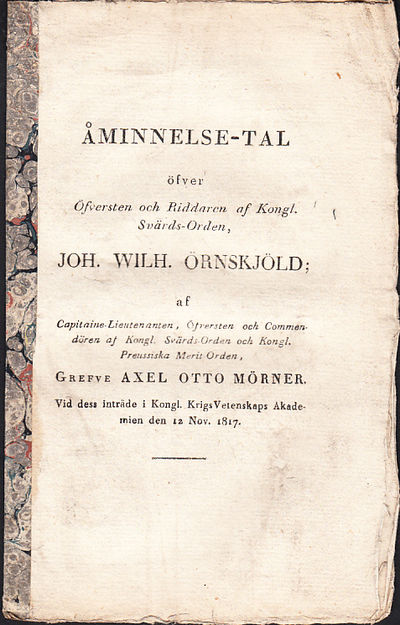 ÅMINNELSE-TAL
öfver
Öfversten och Riddaren af Kongl.
Svärds-Orden,
JOH. WILH. ÖRNSKJÖLD;
af
Capitaine-Lieutenanten, Öfversten och Commen-
dören af Kongl. Svärds-Orden och Kongl.
Preussiska Merit-Orden,
GREFVE AXEL OTTO MÖRNER.
Vid dess inträde i Kongl. KrigsVetenskaps Akade-
mien den 12 Nov. 1817.